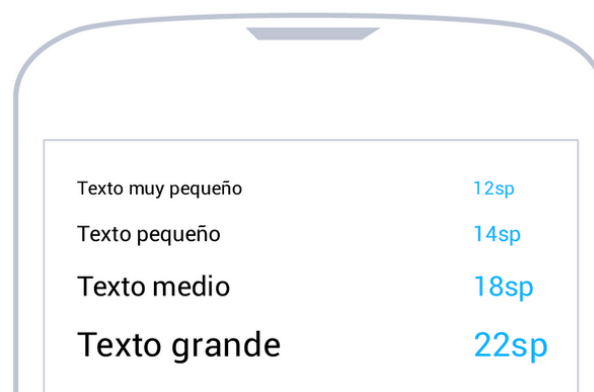 Texto muy pequeño 12sp
Texto pequeño 14sp
Texto medio 18sp
Texto grande 22sp